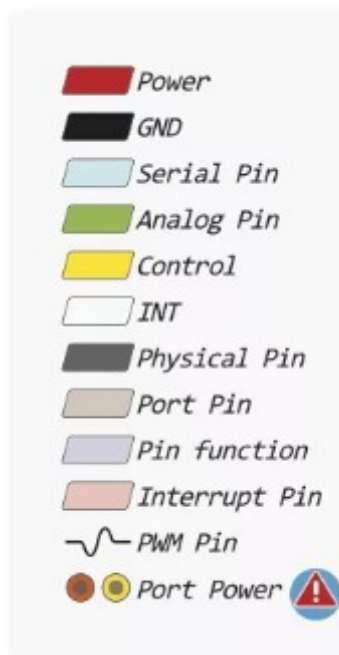 Power
GND
Serial Pin
Analog Pin
Control
INT
Physical Pin
Port Pin
Pin function
Interrupt Pin
PWM Pin
Port Power